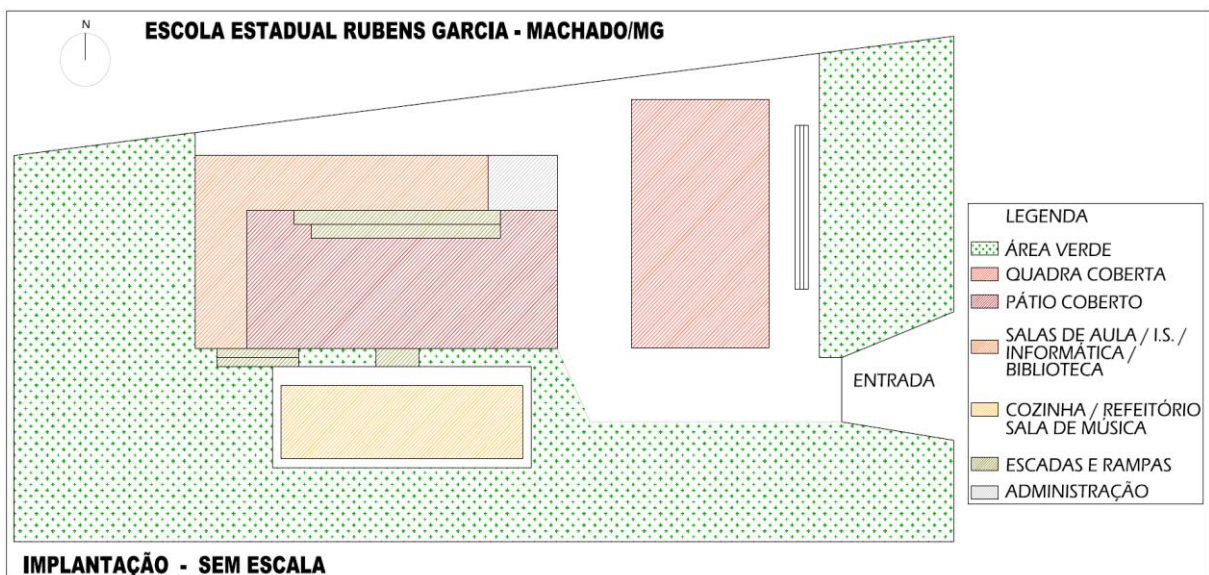 N
ESCOLA ESTADUAL RUBENS GARCIA - MACHADO/MG
ENTRADA
LEGENDA
ÁREA VERDE
QUADRA COBERTA
PÁTIO COBERTO
SALAS DE AULA / I.S. /
INFORMÁTICA /
BIBLIOTECA
COZINHA / REFEITÓRIO
SALA DE MÚSICA
ESCADAS E RAMPAS
ADMINISTRAÇÃO
IMPLANTAÇÃO - SEM ESCALA